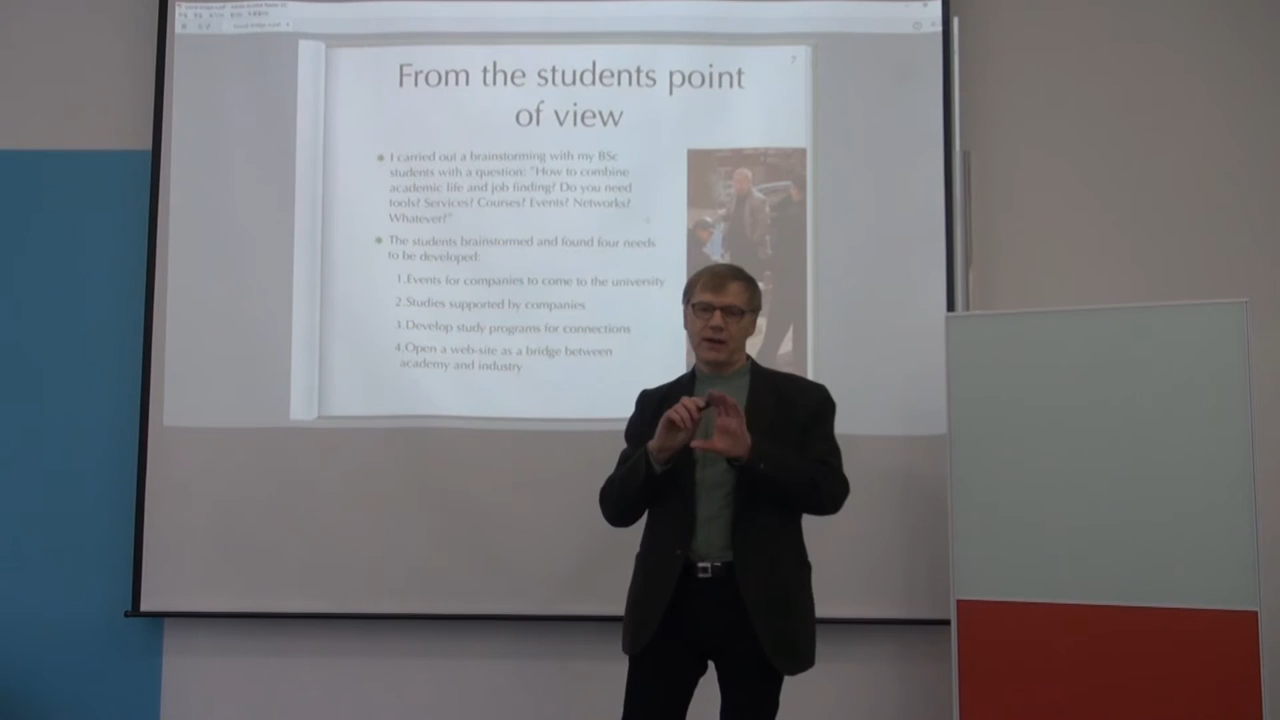 7
From the students point
of view
I carried out a brainstorming with my BSc
students with a question: "How to combine
academic life and job finding? Do you need
tools? Services? Courses? Events? Networks?
Whatever?"
The students brainstormed and found four needs
to be developed:
1.Events for companies to come to the university
2.Studies supported by companies
3.Develop study programs for connections
4.Open a web-site as a bridge between
academy and industry